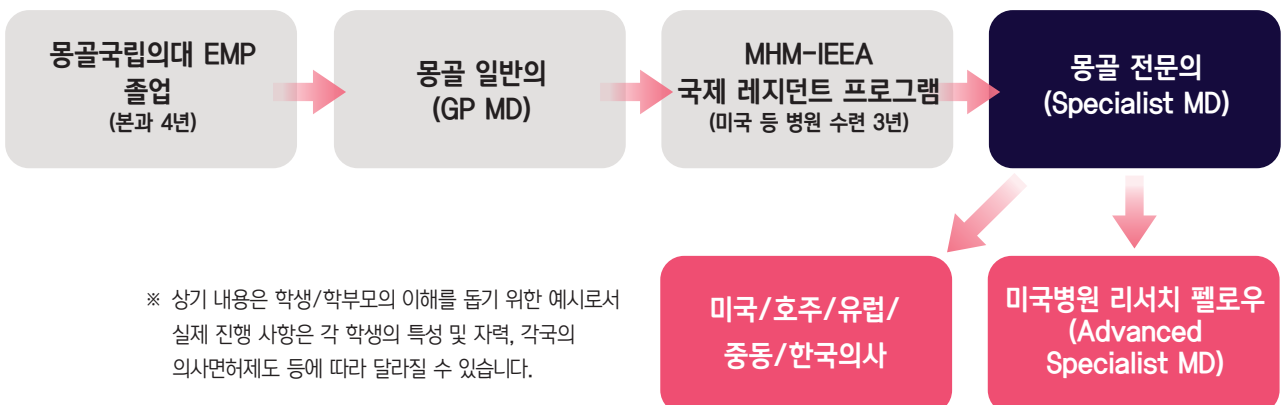 몽골국립의대 EMP
졸업
(본과 4년)
몽골 일반의
(GP MD)
MHM-IEEA
국제 레지던트 프로그램
(미국 등 병원 수련 3년)
몽골 전문의
(Specialist MD)
※ 상기 내용은 학생/학부모의 이해를 돕기 위한 예시로서
실제 진행 사항은 각 학생의 특성 및 자력, 각국의
의사면허제도 등에 따라 달라질 수 있습니다.
미국/호주/유럽/
중동/한국의사
미국병원 리서치 펠로우
(Advanced
Specialist MD)